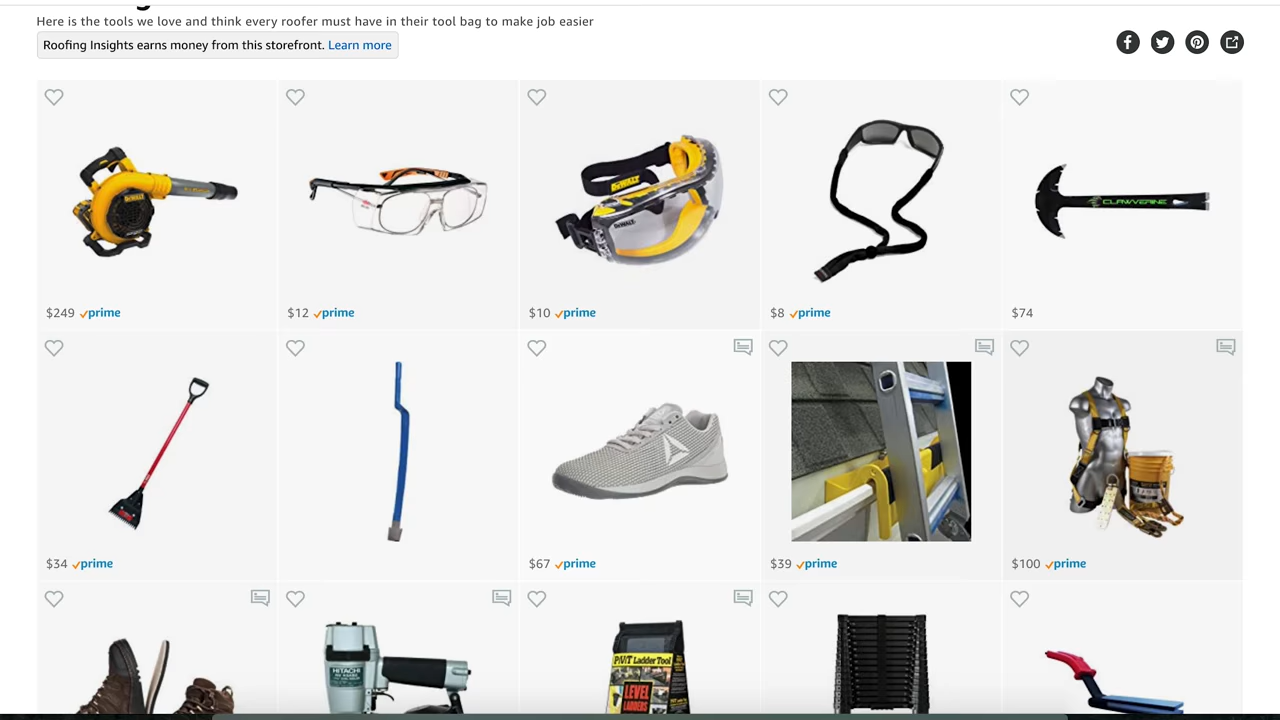 Here is the tools we love and think every roofer must have in their tool bag to make job easier
Roofing Insights earns money from this storefront. Learn more
DEWALT
DEWALT
CLAWVERINE
$249 prime
$12 prime
$10 prime
$8 prime
$74
$34 prime
$67 prime
$39 prime
$100 prime
HITACHI
PiViT Ladder Tool
LEVEL
LADDERS